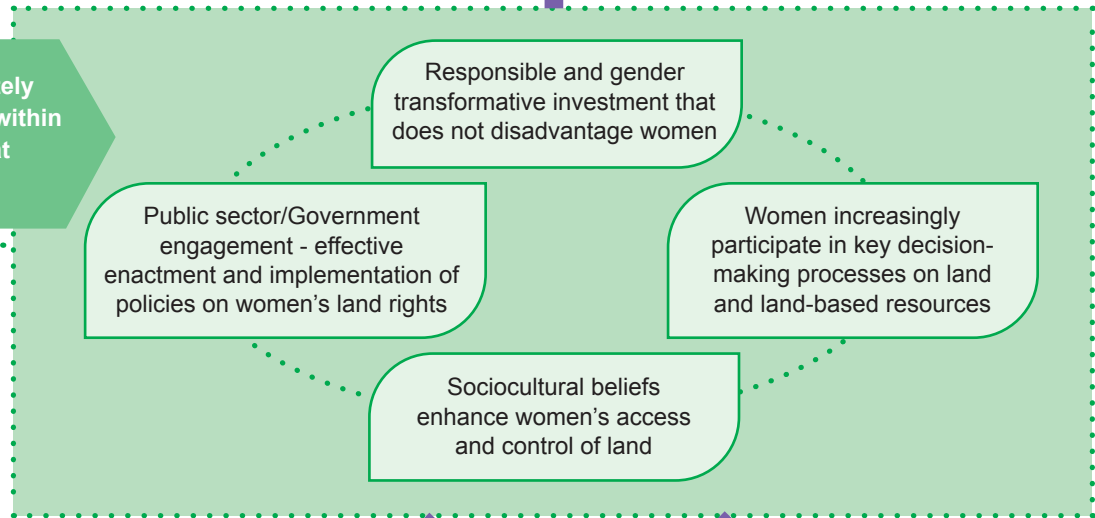 within
Responsible and gender
transformative investment that
does not disadvantage women
Public sector/Government
engagement - effective
enactment and implementation of
policies on women’s land rights
Women increasingly
participate in key decision-
making processes on land
and land-based resources
Sociocultural beliefs
enhance women’s access
and control of land